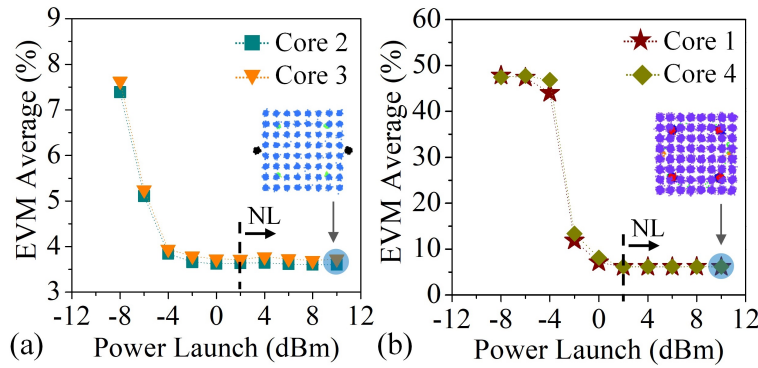 9
8
7
6
5
4
3
EVM Average (%)
Core 2
Core 3
NL
-12 -8 -4 0 4 8 12
(a) Power Launch (dBm)
60
50
40
30
20
10
0
EVM Average (%)
Core 1
Core 4
NL
-12 -8 -4 0 4 8 12
(b) Power Launch (dBm)